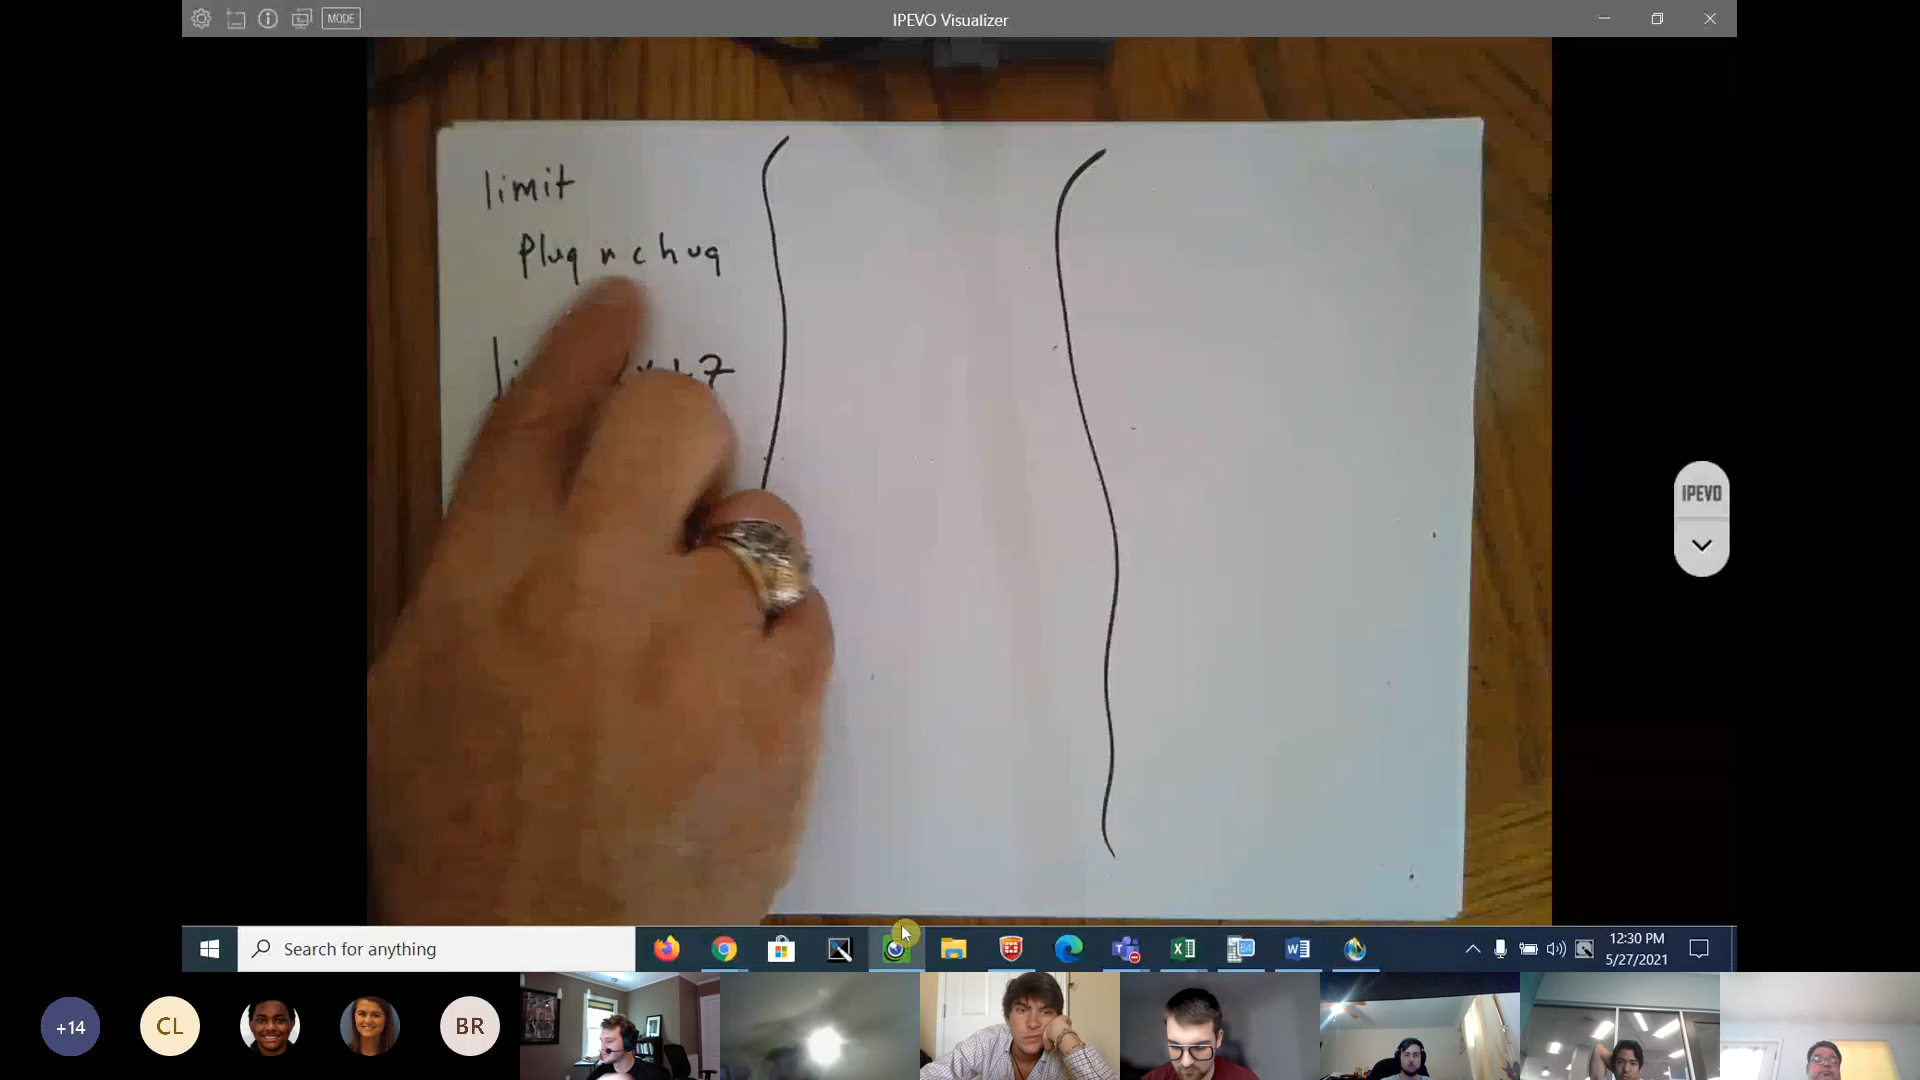 MODE
IPEVO Visualizer
limit
Plug n chug
x + 7
IPEVO
Search for anything
12:30 PM
5/27/2021
+14
CL
BR